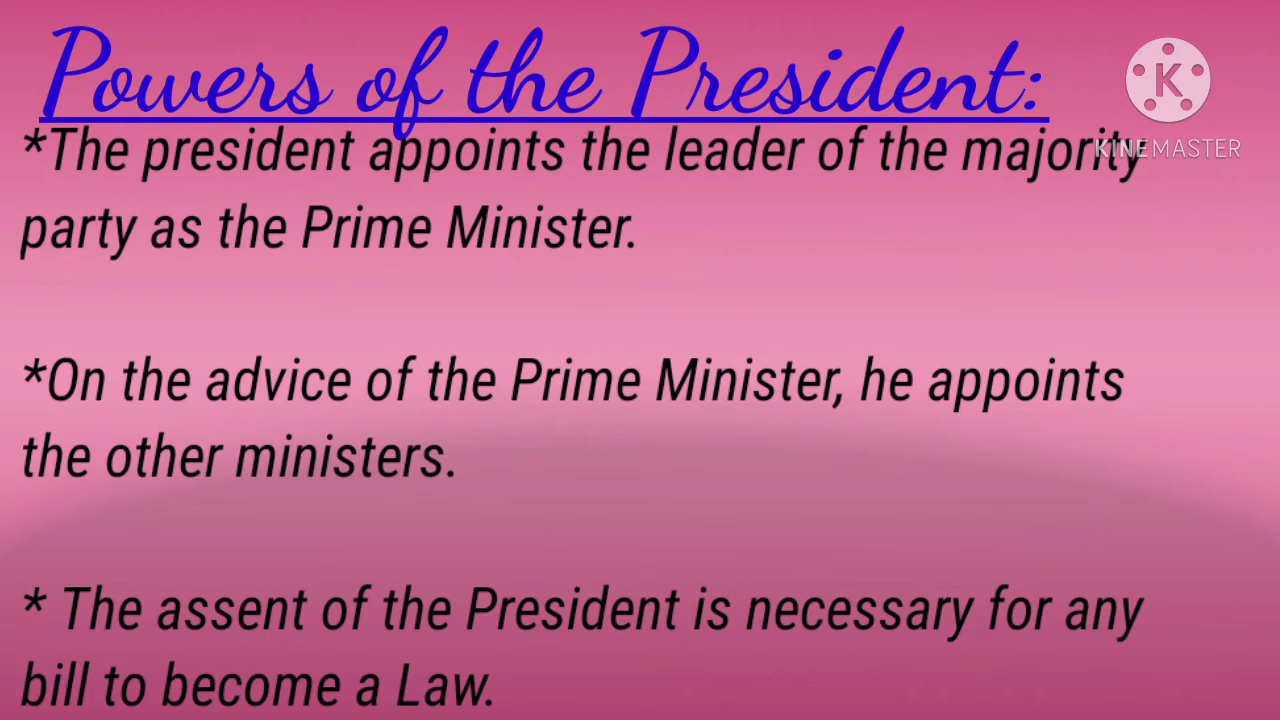 Powers of the President:
K
KINEMASTER
*The president appoints the leader of the majority
party as the Prime Minister.
*On the advice of the Prime Minister, he appoints
the other ministers.
* The assent of the President is necessary for any
bill to become a Law.